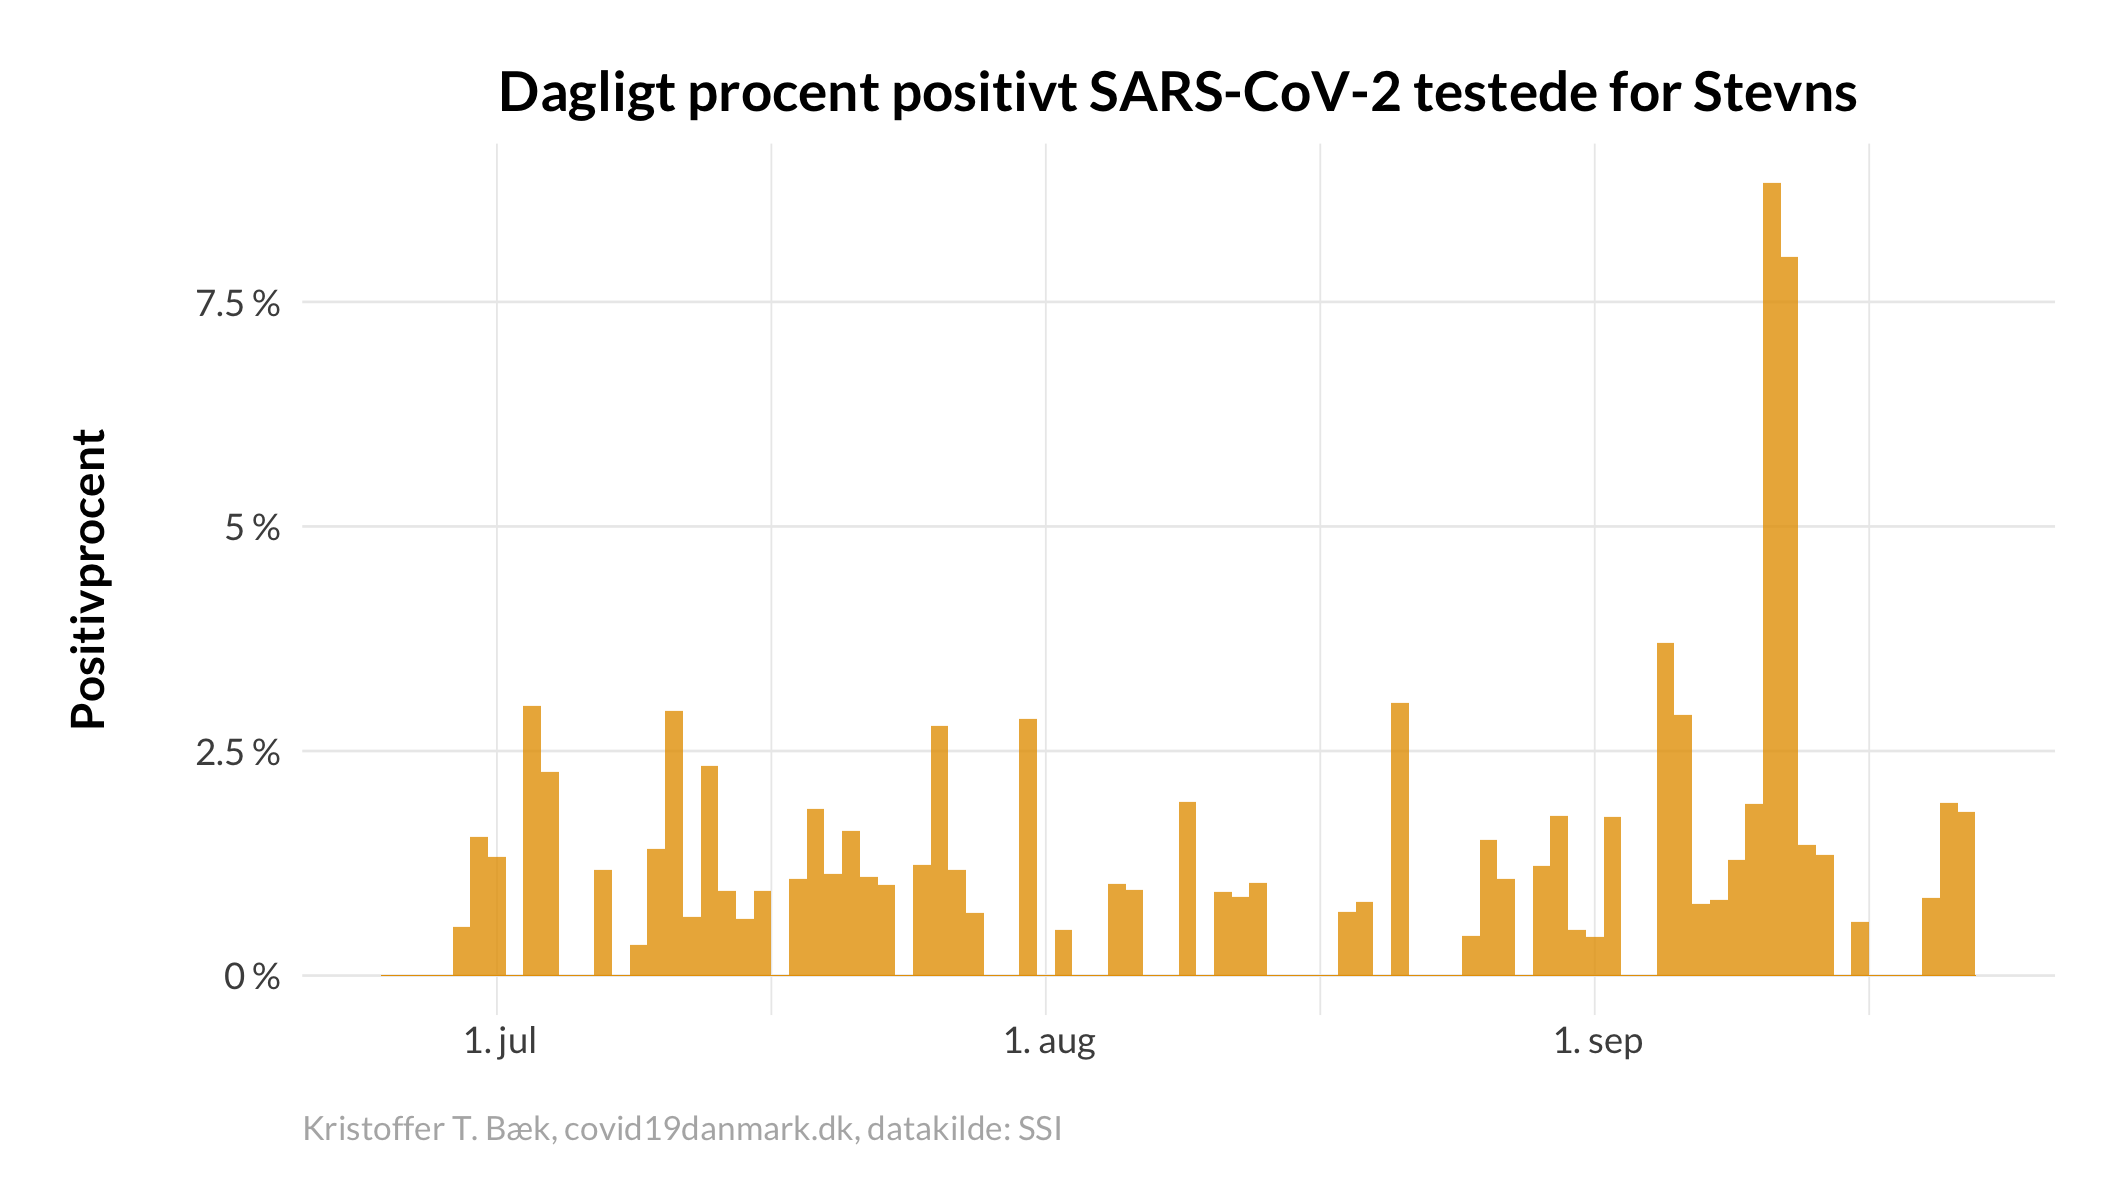 Dagligt procent positivt SARS-CoV-2 testede for Stevns
Positivprocent
7.5 %
5 %
2.5 %
0 %
1. jul
1. aug
1. sep
Kristoffer T. Bæk, covid19danmark.dk, datakilde: SSI